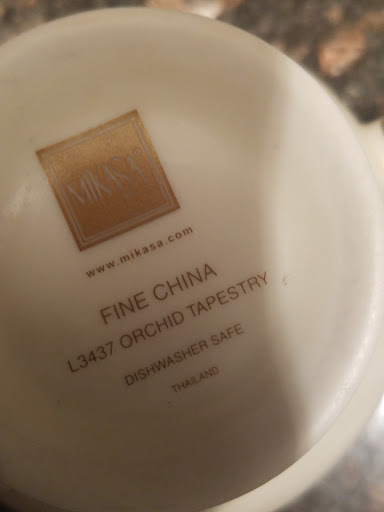 MIKASA
www.mikasa.com
FINE CHINA
L3437 ORCHID TAPESTRY
DISHWASHER SAFE
THAILAND